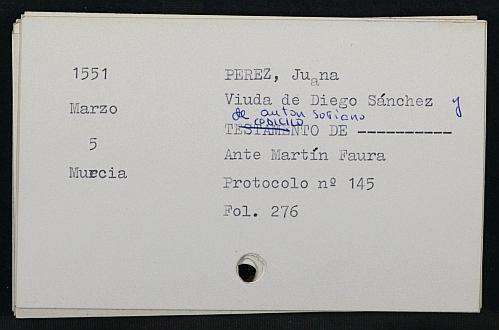 1551
Marzo
5
Murcia
PEREZ, Juana
Viuda de Diego Sánchez y
de anton soriano
codicilo
TESTAMENTO DE ----------
Ante Martín Faura
Protocolo nº 145
Fol. 276